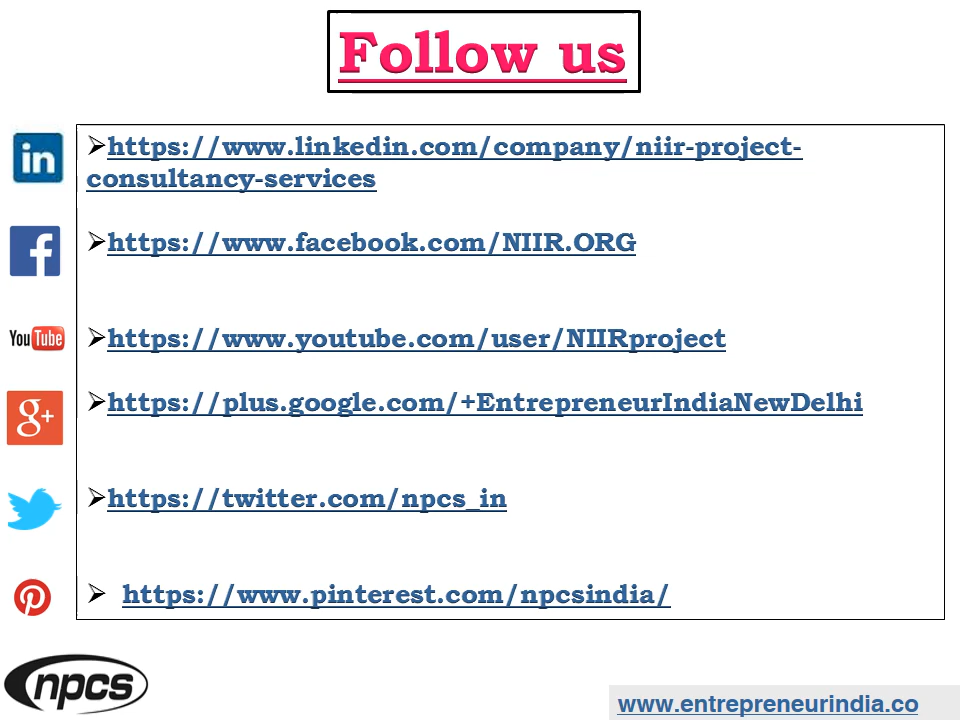 Follow us
in
➢https://www.linkedin.com/company/niir-project-
consultancy-services
f
➢https://www.facebook.com/NIIR.ORG
YouTube
➢https://www.youtube.com/user/NIIRproject
g+
➢https://plus.google.com/+EntrepreneurIndiaNewDelhi
➢https://twitter.com/npcs_in
➢ https://www.pinterest.com/npcsindia/
npcs
www.entrepreneurindia.co